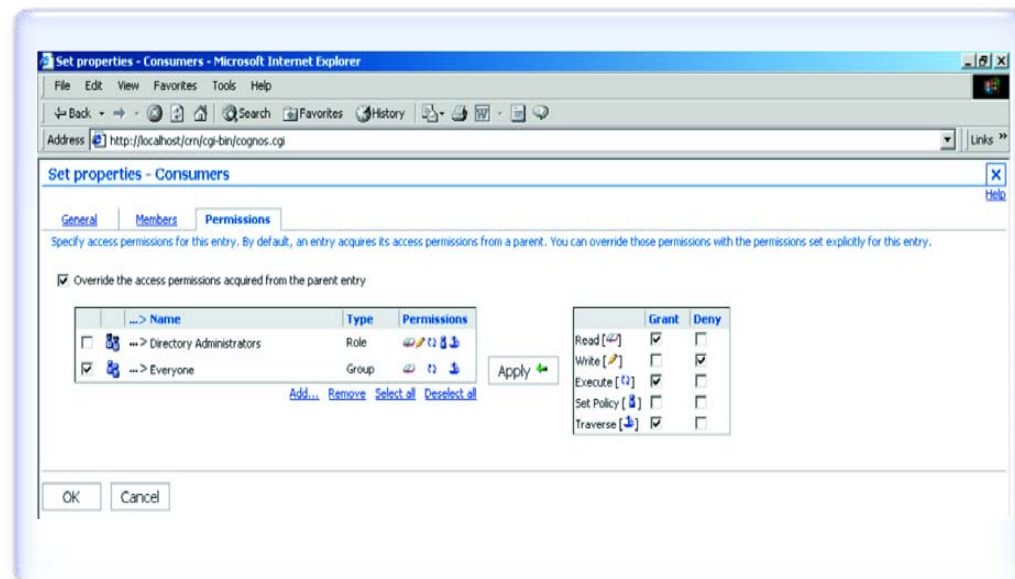 Set properties - Consumers - Microsoft Internet Explorer
File Edit View Favorites Tools Help
Back Search Favorites History
Address http://localhost/crn/cgi-bin/cognos.cgi Links »
Set properties - Consumers
Help
General Members Permissions
Specify access permissions for this entry. By default, an entry acquires its access permissions from a parent. You can override those permissions with the permissions set explicitly for this entry.
Override the access permissions acquired from the parent entry
...> Name Type Permissions
Grant Deny
...> Directory Administrators Role
Read [ ]
Write [ ]
...> Everyone Group
Apply
Execute [ ]
Add... Remove Select all Deselect all
Set Policy [ ]
Traverse [ ]
OK Cancel